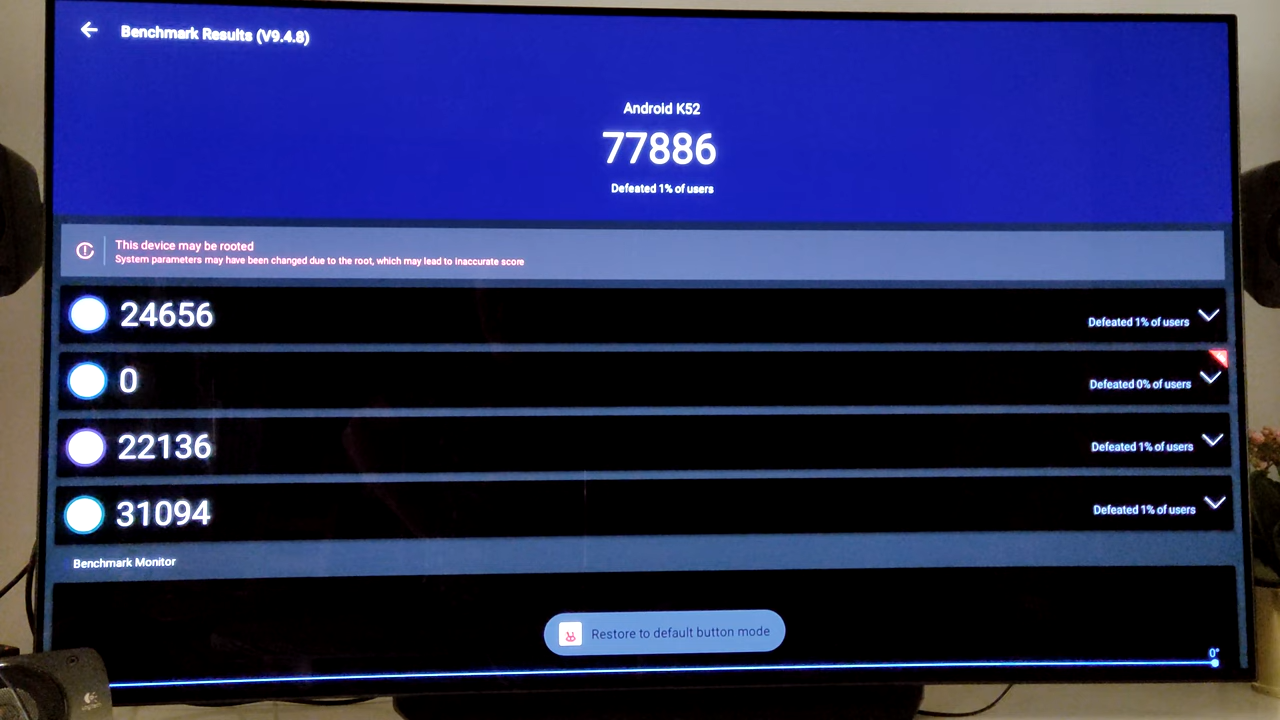 Benchmark Results (V9.4.8)
Android K52
77886
Defeated 1% of users
This device may be rooted
System parameters may have been changed due to the root, which may lead to inaccurate score
24656
Defeated 1% of users
0
Defeated 0% of users
22136
Defeated 1% of users
31094
Defeated 1% of users
Benchmark Monitor
Restore to default button mode
0°